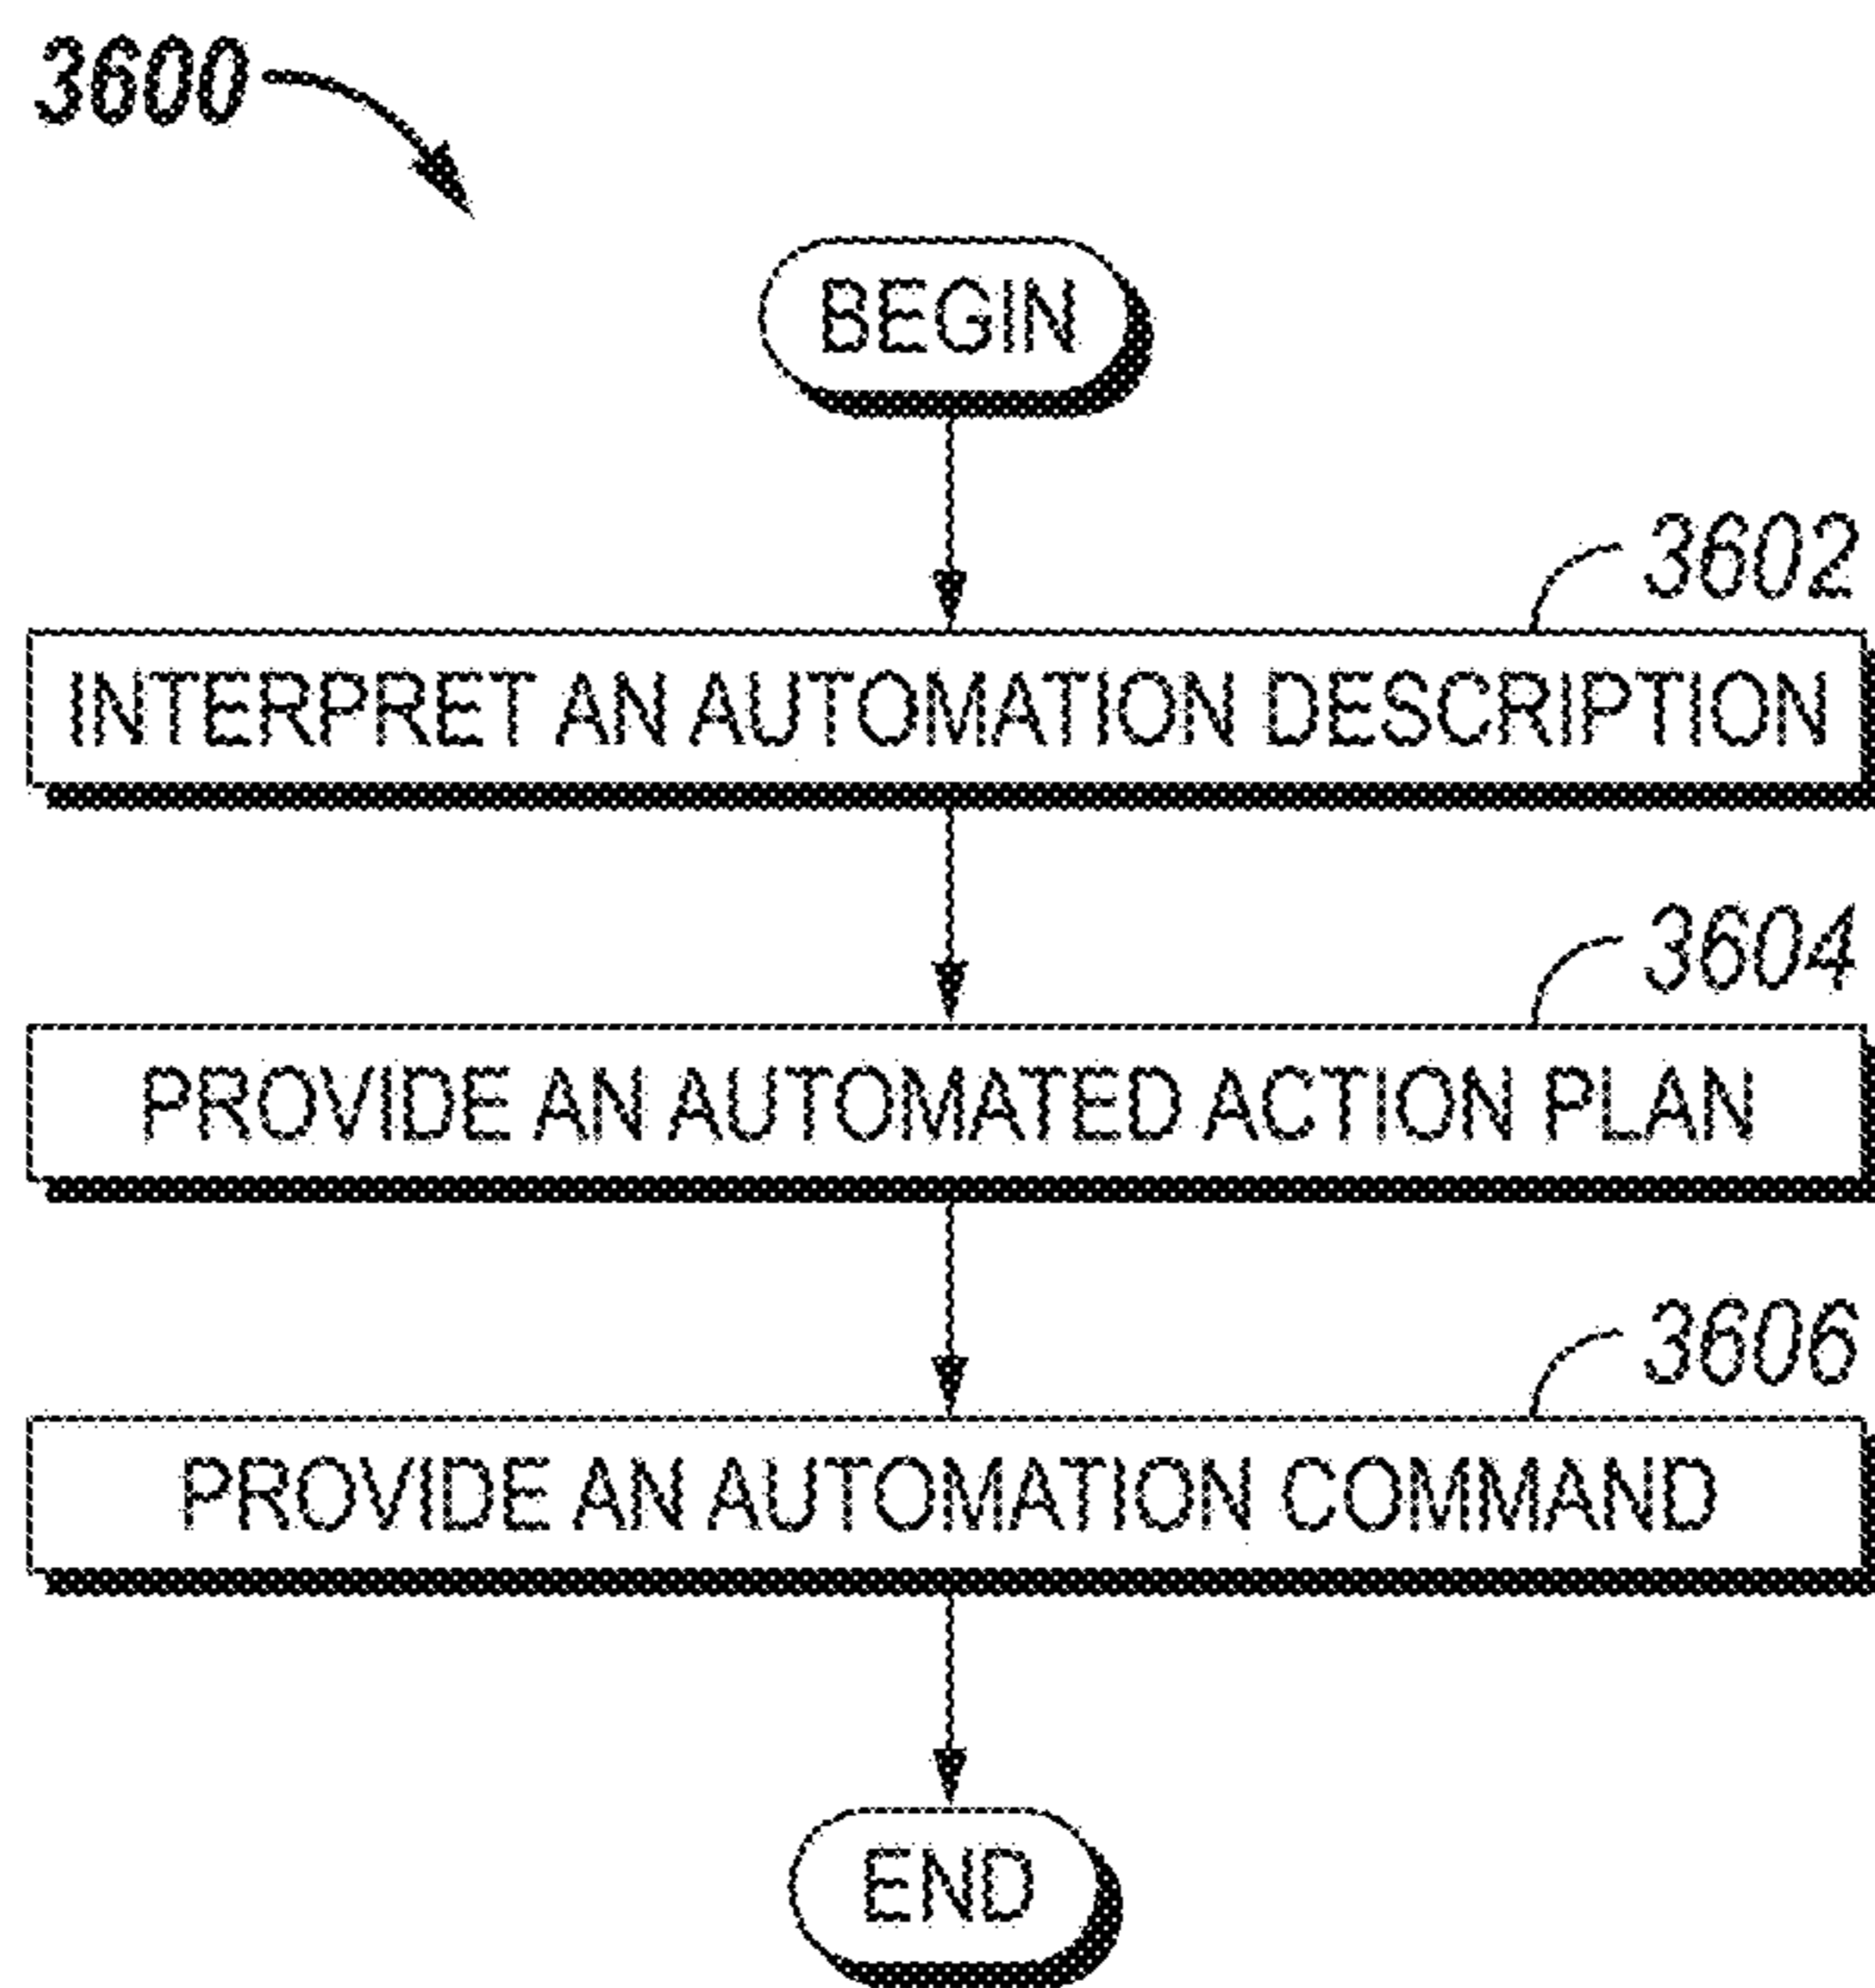 3600
BEGIN
3602
INTERPRET AN AUTOMATION DESCRIPTION
3604
PROVIDE AN AUTOMATED ACTION PLAN
3606
PROVIDE AN AUTOMATION COMMAND
END